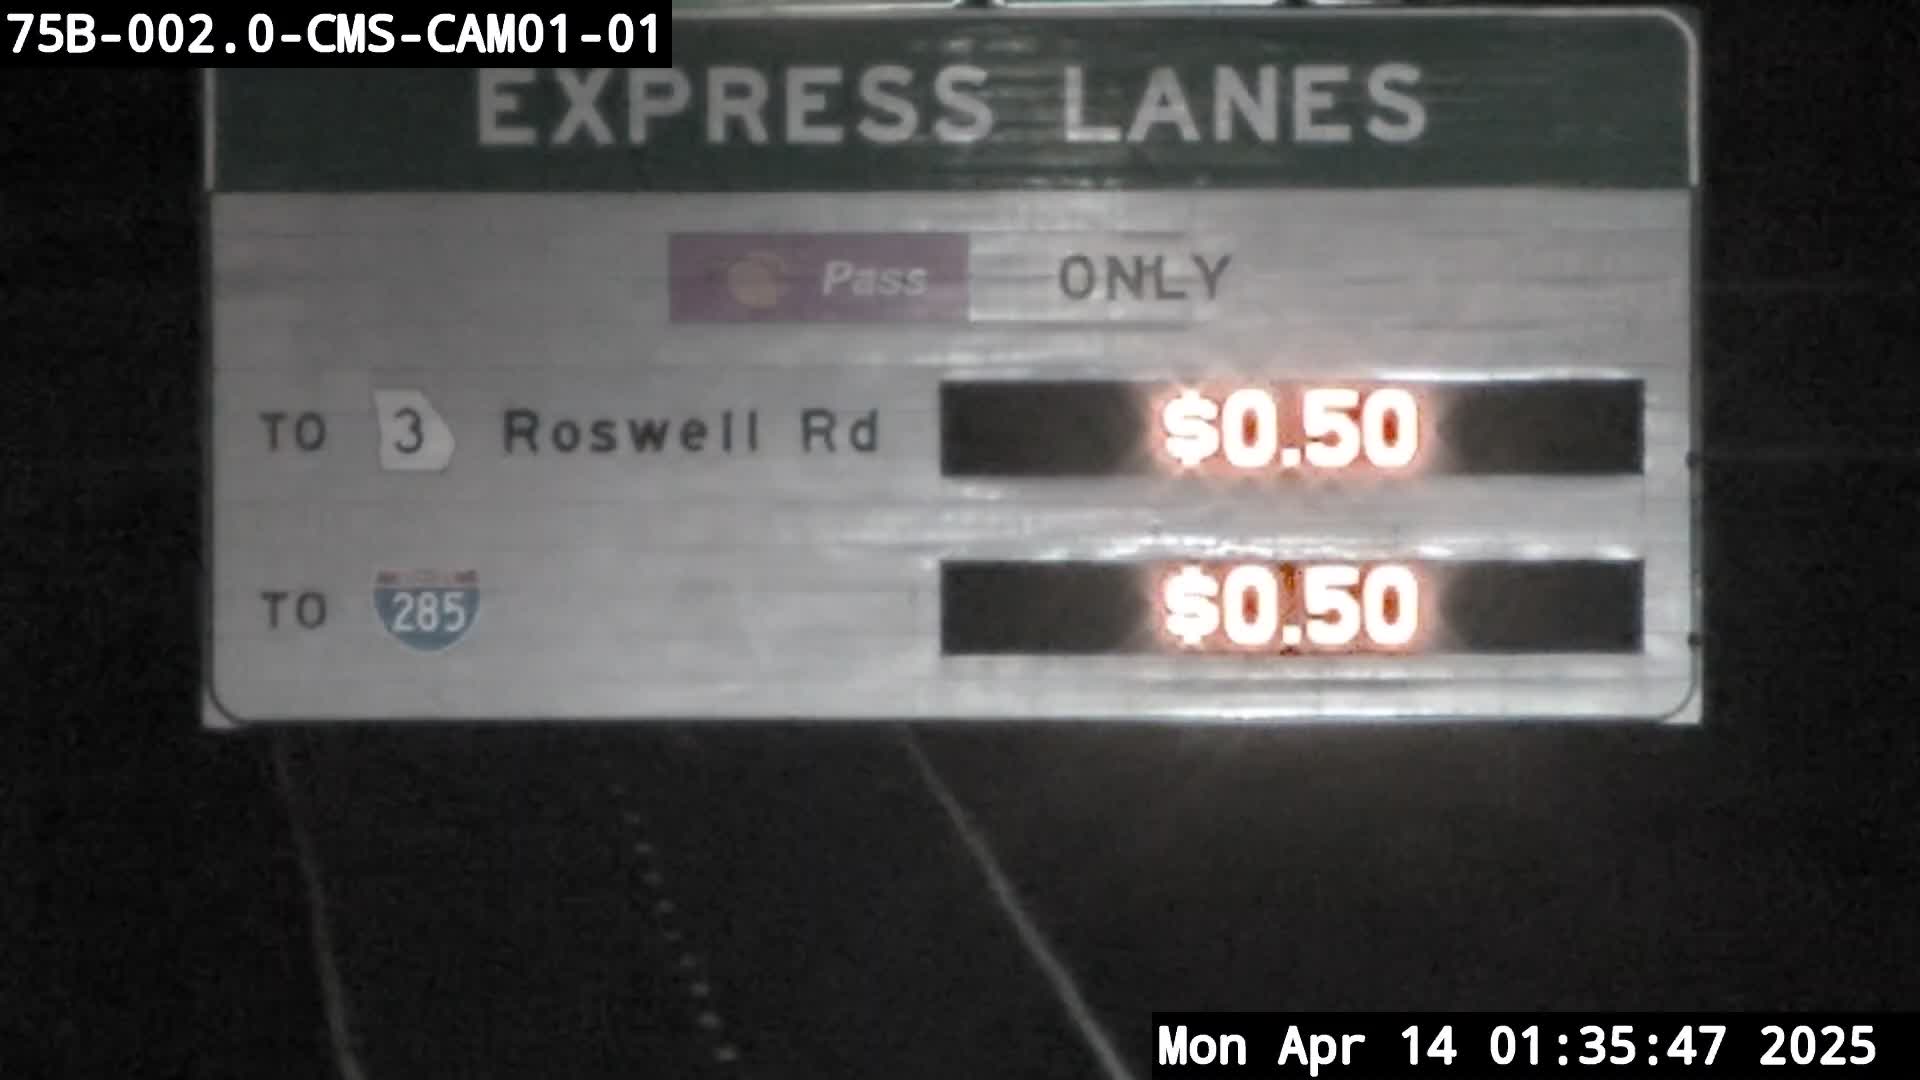 75B-002.0-CMS-CAM01-01
EXPRESS LANES
Pass ONLY
TO 3 Roswell Rd $0.50
TO 285 $0.50
Mon Apr 14 01:35:47 2025